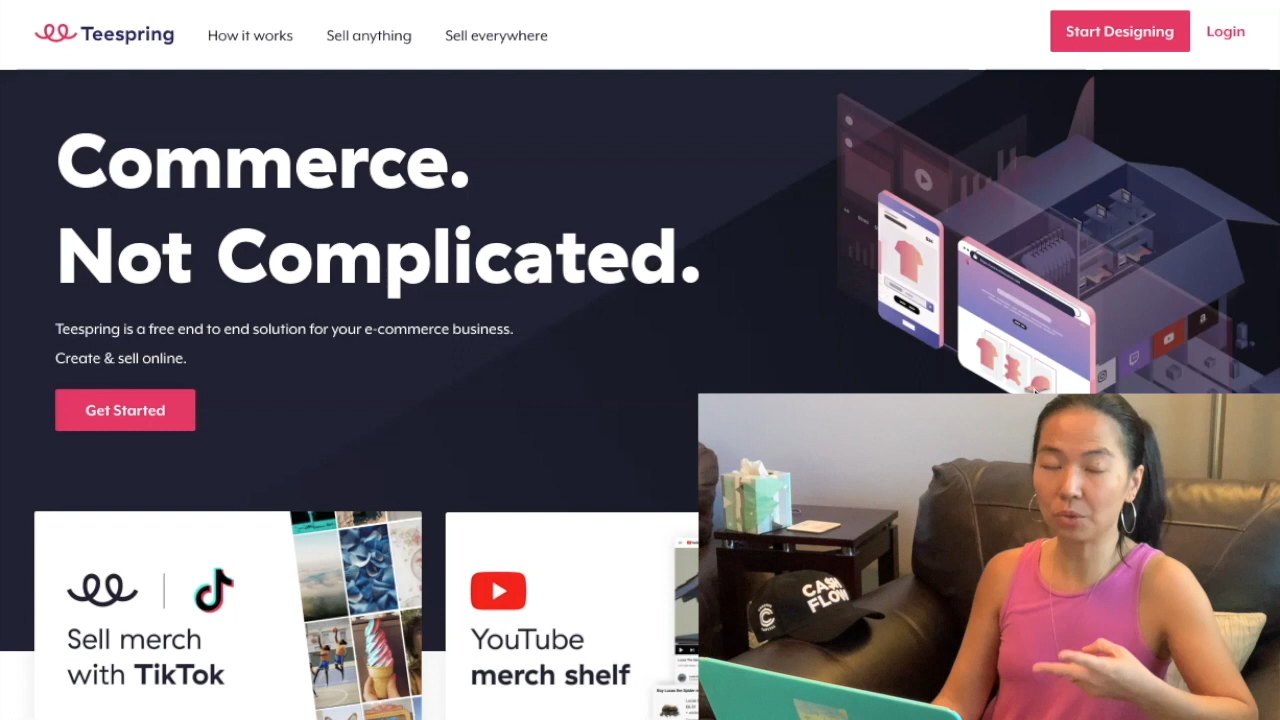 Teespring
How it works
Sell anything
Sell everywhere
Start Designing
Login
Commerce.
Not Complicated.
Teespring is a free end to end solution for your e-commerce business.
Create & sell online.
Get Started
Sell merch
with TikTok
YouTube
merch shelf
CA$H
FLOW